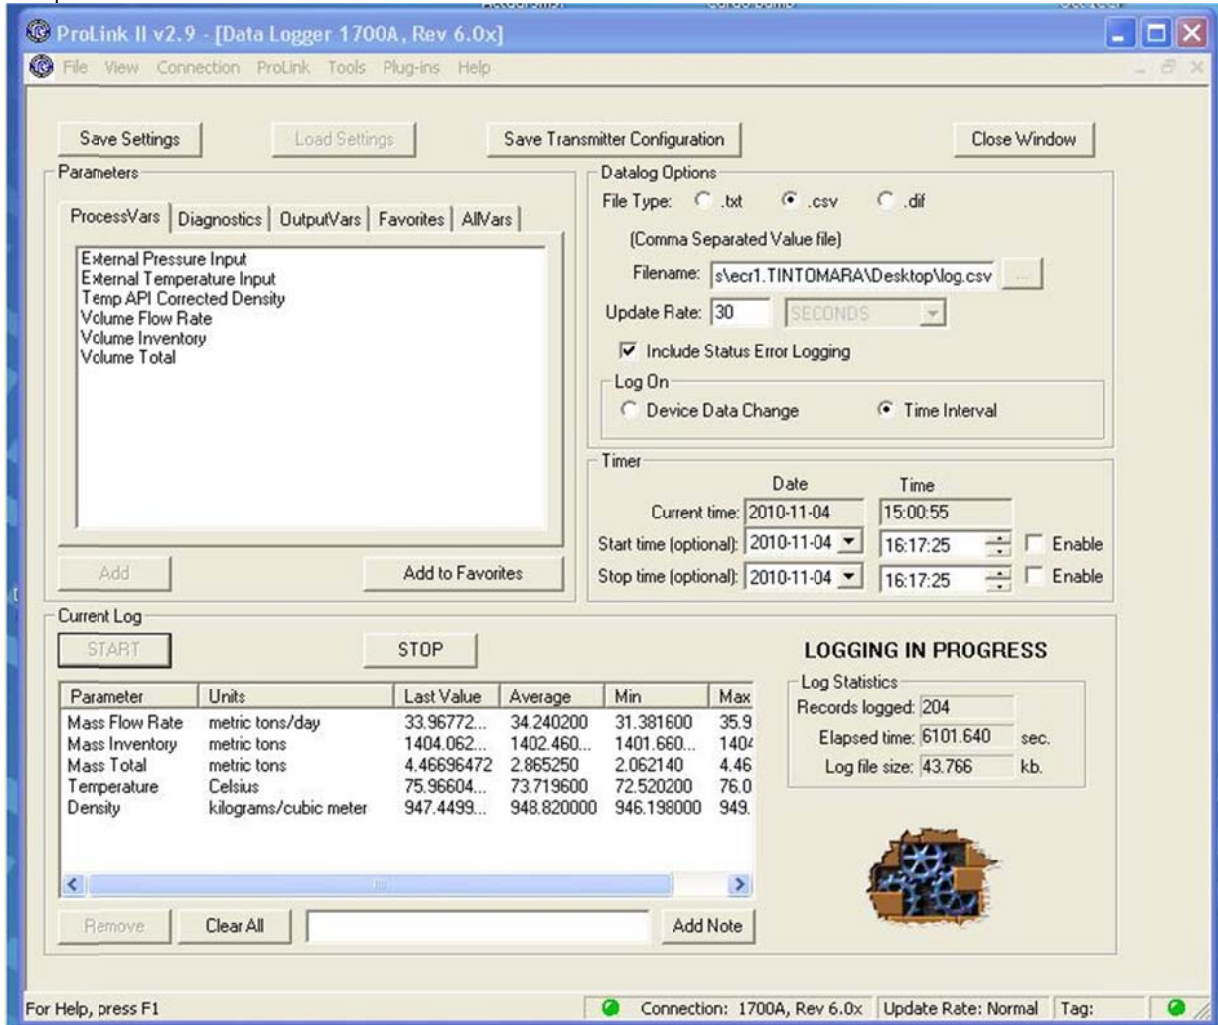 ProLink II v2.9 - [Data Logger 1700A, Rev 6.0x]
File View Connection ProLink Tools Plug-ins Help
Save Settings Load Settings Save Transmitter Configuration Close Window
Parameters
ProcessVars Diagnostics OutputVars Favorites AllVars
External Pressure Input
External Temperature Input
Temp API Corrected Density
Volume Flow Rate
Volume Inventory
Volume Total
Add Add to Favorites
Datalog Options
File Type: .txt .csv .dif
(Comma Separated Value file)
Filename: s\ecr1.TINTOMARA\Desktop\log.csv ...
Update Rate: 30 SECONDS
Include Status Error Logging
Log On
Device Data Change Time Interval
Timer
Date Time
Current time: 2010-11-04 15:00:55
Start time (optional): 2010-11-04 16:17:25 Enable
Stop time (optional): 2010-11-04 16:17:25 Enable
Current Log
START STOP
Parameter Units Last Value Average Min Max
Mass Flow Rate metric tons/day 33.96772... 34.240200 31.381600 35.9
Mass Inventory metric tons 1404.062... 1402.460... 1401.660... 1404
Mass Total metric tons 4.46696472 2.865250 2.062140 4.46
Temperature Celsius 75.96604... 73.719600 72.520200 76.0
Density kilograms/cubic meter 947.4499... 948.820000 946.198000 949.
Remove Clear All Add Note
LOGGING IN PROGRESS
Log Statistics
Records logged: 204
Elapsed time: 6101.640 sec.
Log file size: 43.766 kb.
For Help, press F1 Connection: 1700A, Rev 6.0x Update Rate: Normal Tag: